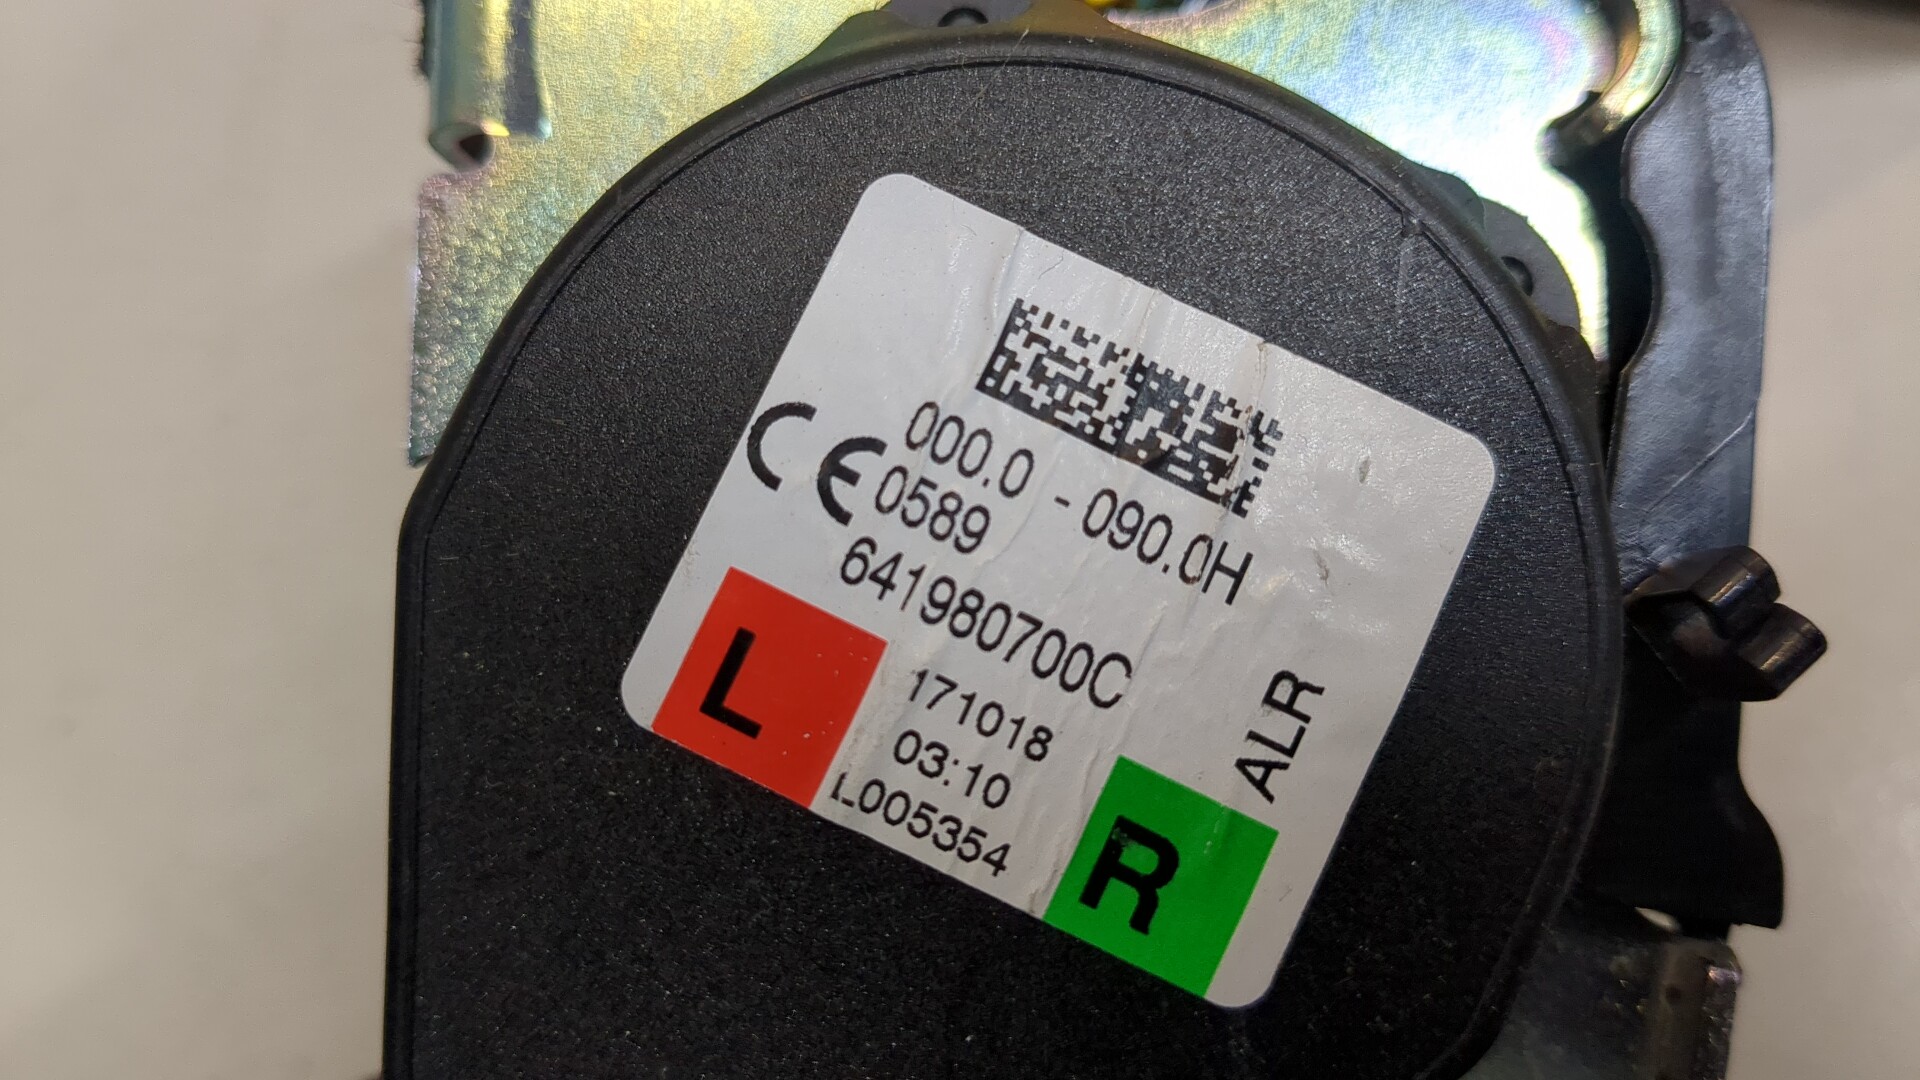 000.0 - 090.0H
CE 0589
641980700C
L
171018
03:10
L005354
R
ALR